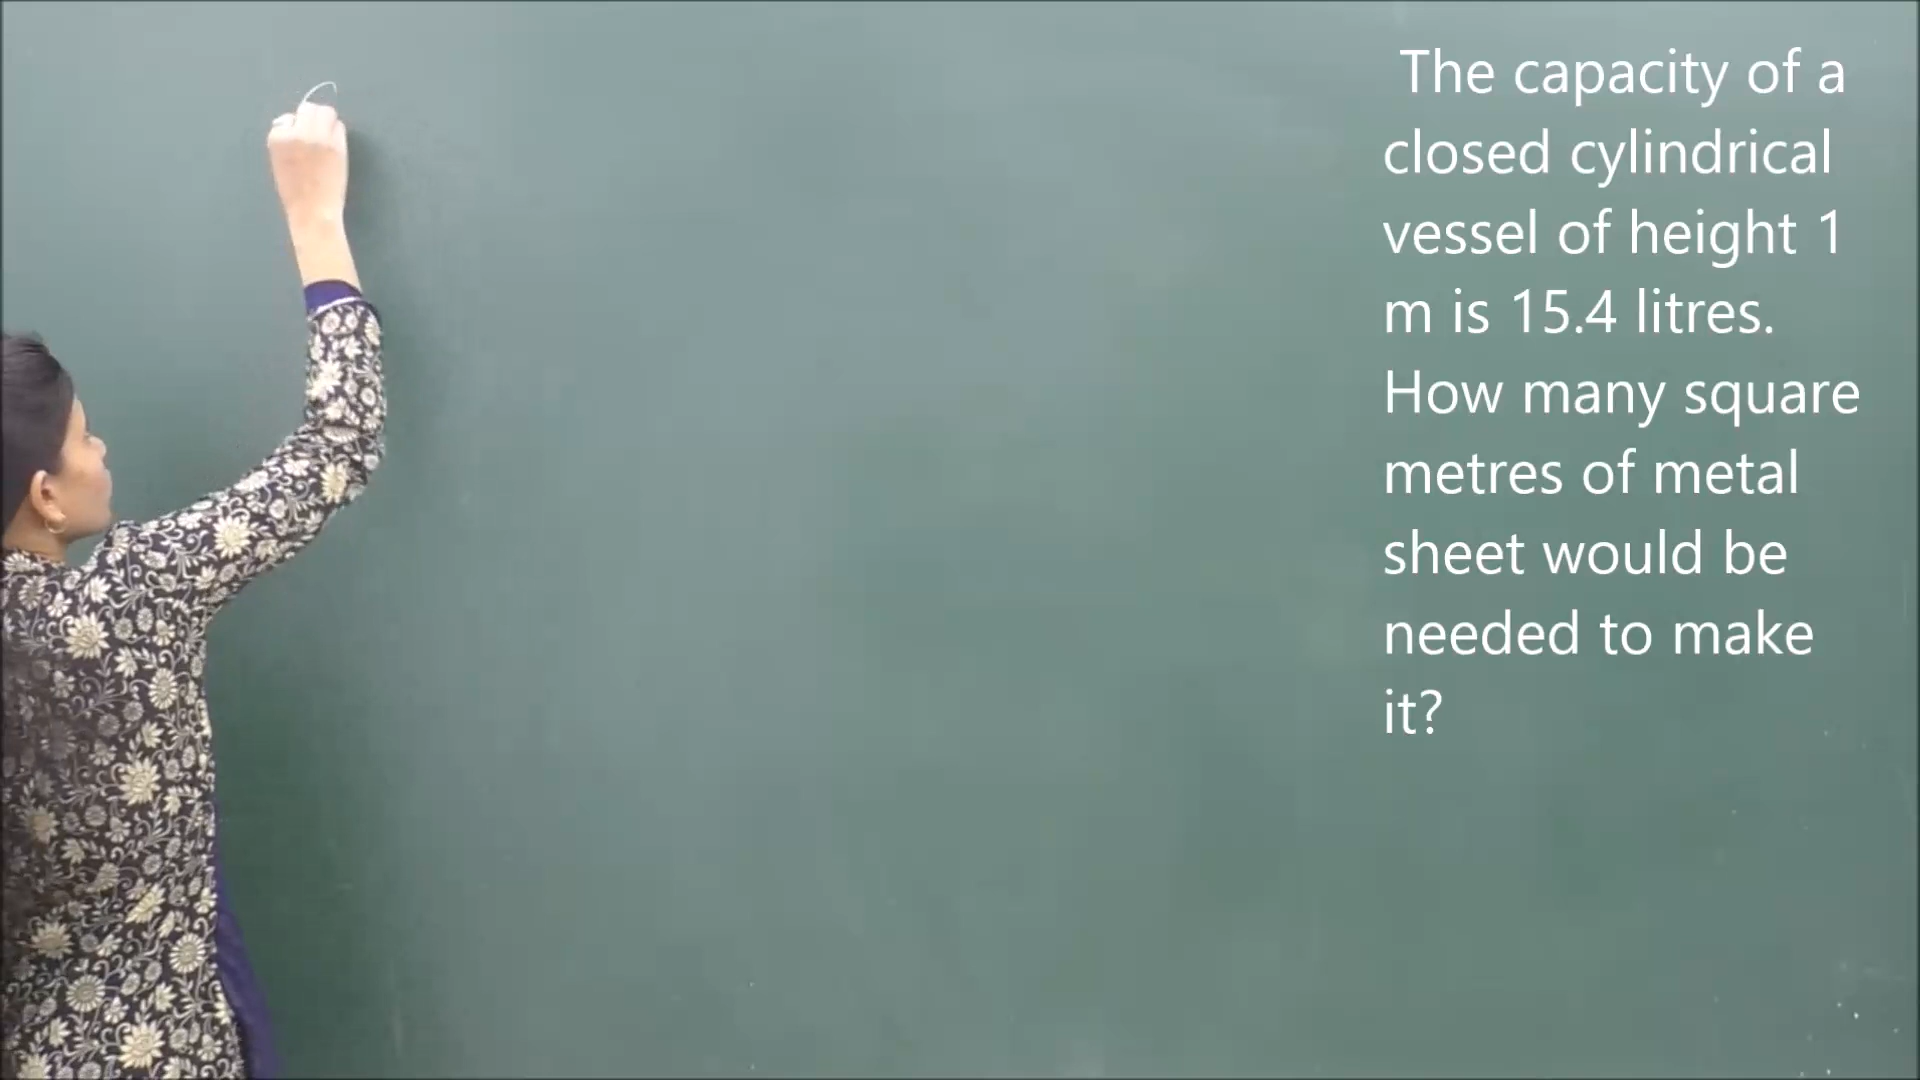 The capacity of a
closed cylindrical
vessel of height 1
m is 15.4 litres.
How many square
metres of metal
sheet would be
needed to make
it?